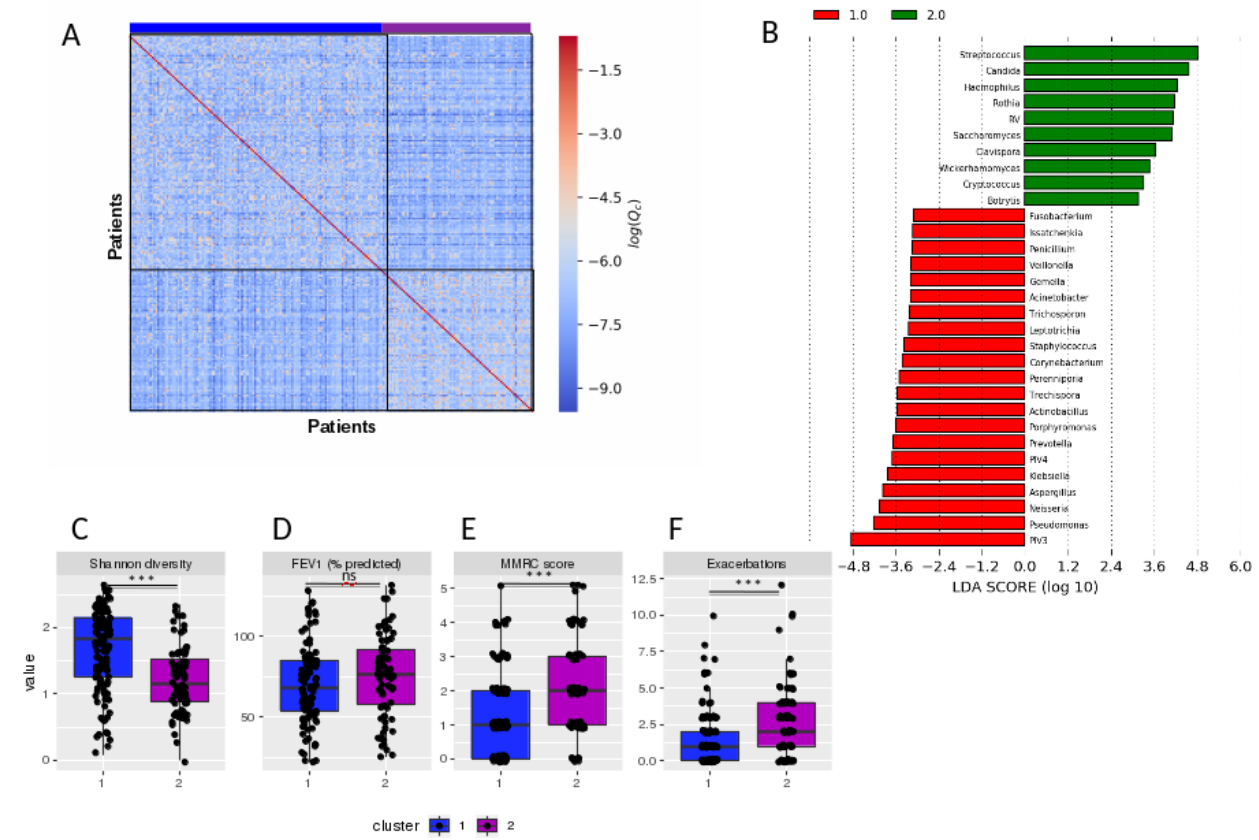 A
Patients
Patients
−1.5
−3.0
−4.5
−6.0
−7.5
−9.0
log(Qc)
B
1.0
2.0
Streptococcus
Candida
Haemophilus
Rothia
RV
Saccharomyces
Clavispora
Wickerhamomyces
Cryptococcus
Botrytis
Fusobacterium
Issatchenkia
Penicillium
Veillonella
Gemella
Acinetobacter
Trichosporon
Leptotrichia
Staphylococcus
Corynebacterium
Perenniporia
Trechispora
Actinobacillus
Porphyromonas
Prevotella
PIV4
Klebsiella
Aspergillus
Neisseria
Pseudomonas
PIV3
−4.8 −3.6 −2.4 −1.2 0.0 1.2 2.4 3.6 4.8 6.0
LDA SCORE (log 10)
C
Shannon diversity
***
value
2
1
0
1 2
D
FEV1 (% predicted)
ns
100
50
1 2
E
MMRC score
***
5
4
3
2
1
0
1 2
F
Exacerbations
***
12.5
10.0
7.5
5.0
2.5
0.0
1 2
cluster 1 2